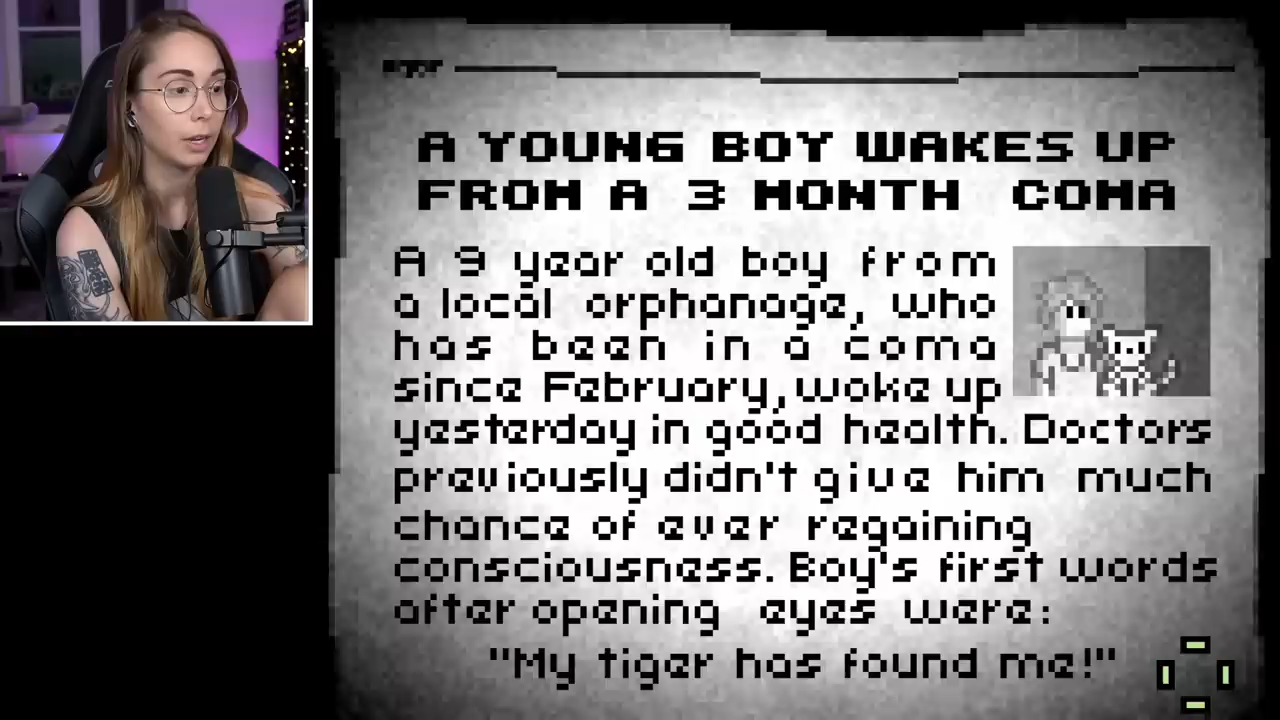 A YOUNG BOY WAKES UP
FROM A 3 MONTH COMA
A 9 year old boy from
a local orphanage, who
has been in a coma
since February, woke up
yesterday in good health. Doctors
previously didn't give him much
chance of ever regaining
consciousness. Boy's first words
after opening eyes were:
"My tiger has found me!"